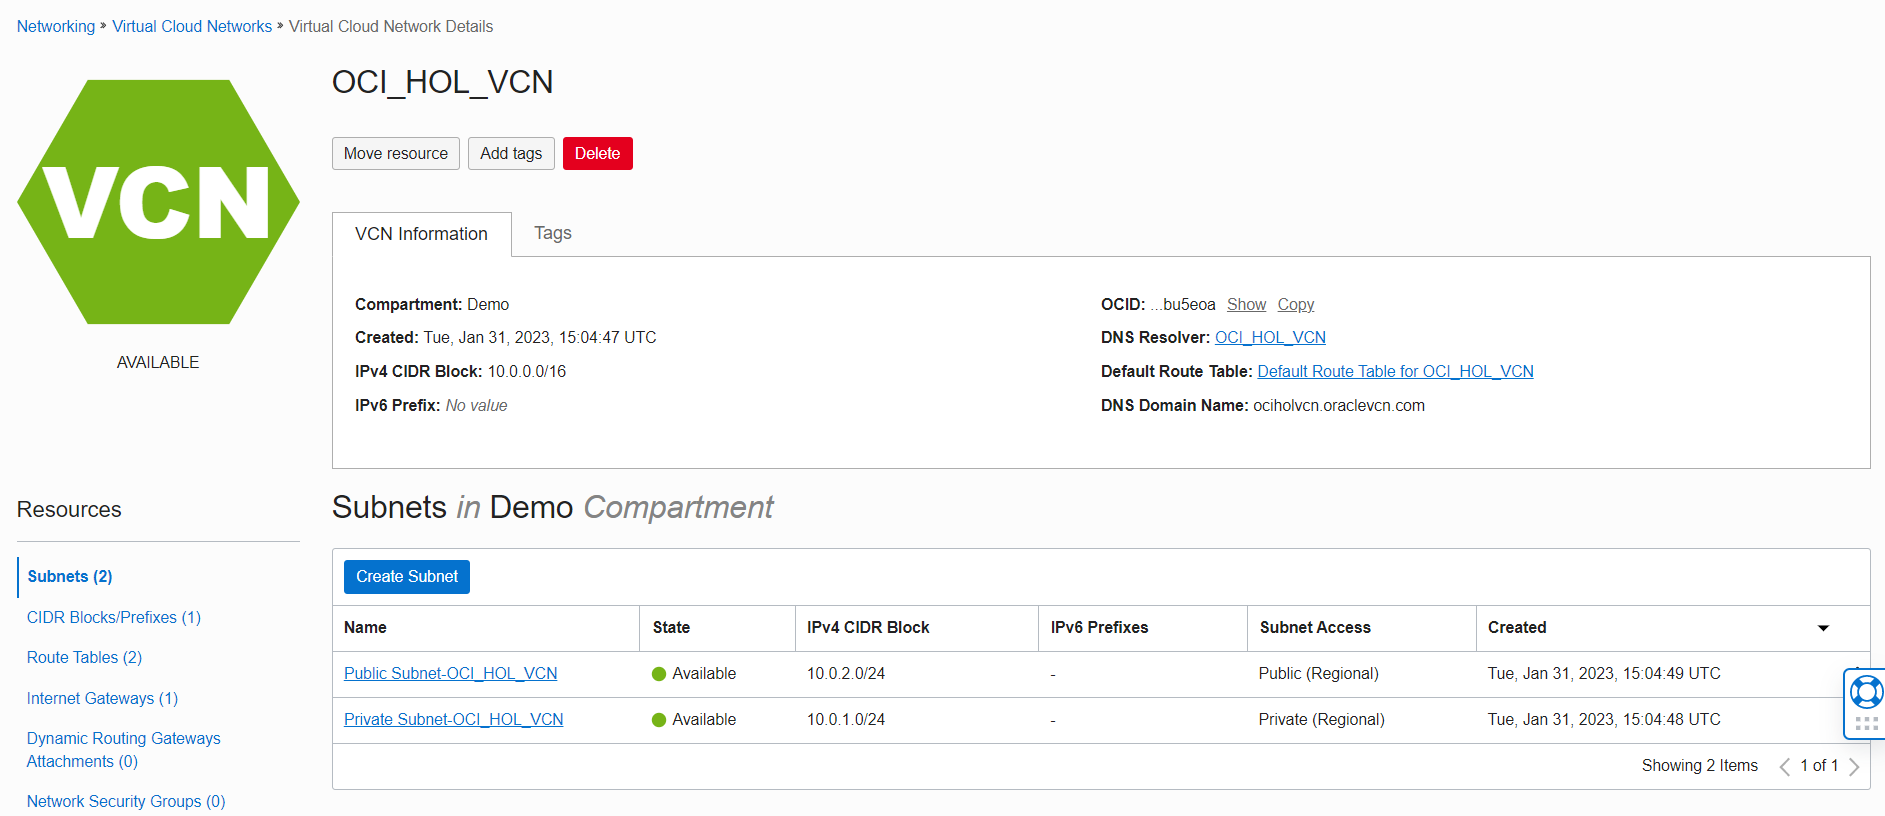 Networking » Virtual Cloud Networks » Virtual Cloud Network Details
VCN
AVAILABLE
OCI_HOL_VCN
Move resource Add tags Delete
VCN Information Tags
Compartment: Demo
Created: Tue, Jan 31, 2023, 15:04:47 UTC
IPv4 CIDR Block: 10.0.0.0/16
IPv6 Prefix: No value
OCID: ...bu5eoa Show Copy
DNS Resolver: OCI_HOL_VCN
Default Route Table: Default Route Table for OCI_HOL_VCN
DNS Domain Name: ociholvcn.oraclevcn.com
Resources
Subnets (2)
CIDR Blocks/Prefixes (1)
Route Tables (2)
Internet Gateways (1)
Dynamic Routing Gateways
Attachments (0)
Network Security Groups (0)
Subnets in Demo Compartment
Create Subnet
Name State IPv4 CIDR Block IPv6 Prefixes Subnet Access Created
Public Subnet-OCI_HOL_VCN Available 10.0.2.0/24 - Public (Regional) Tue, Jan 31, 2023, 15:04:49 UTC
Private Subnet-OCI_HOL_VCN Available 10.0.1.0/24 - Private (Regional) Tue, Jan 31, 2023, 15:04:48 UTC
Showing 2 Items 1 of 1